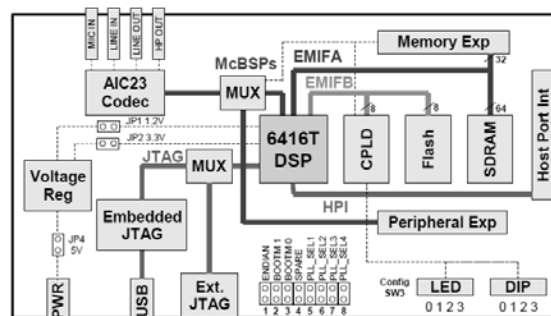 MIC IN
LINE IN
LINE OUT
HP OUT
AIC23
Codec
McBSPs
MUX
EMIFA
EMIFB
Memory Exp
32
JP1 1.2V
JP2 3.3V
6416T
DSP
8
CPLD
8
Flash
64
SDRAM
Host Port Int
Voltage
Reg
JTAG
MUX
Embedded
JTAG
HPI
Peripheral Exp
JP4
5V
PWR
USB
Ext.
JTAG
ENDIAN
BOOTM 1
BOOTM 0
SPARE
PLL_SEL1
PLL_SEL2
PLL_SEL3
PLL_SEL4
1 2 3 4 5 6 7 8
Config
SW3
LED
DIP
0 1 2 3
0 1 2 3